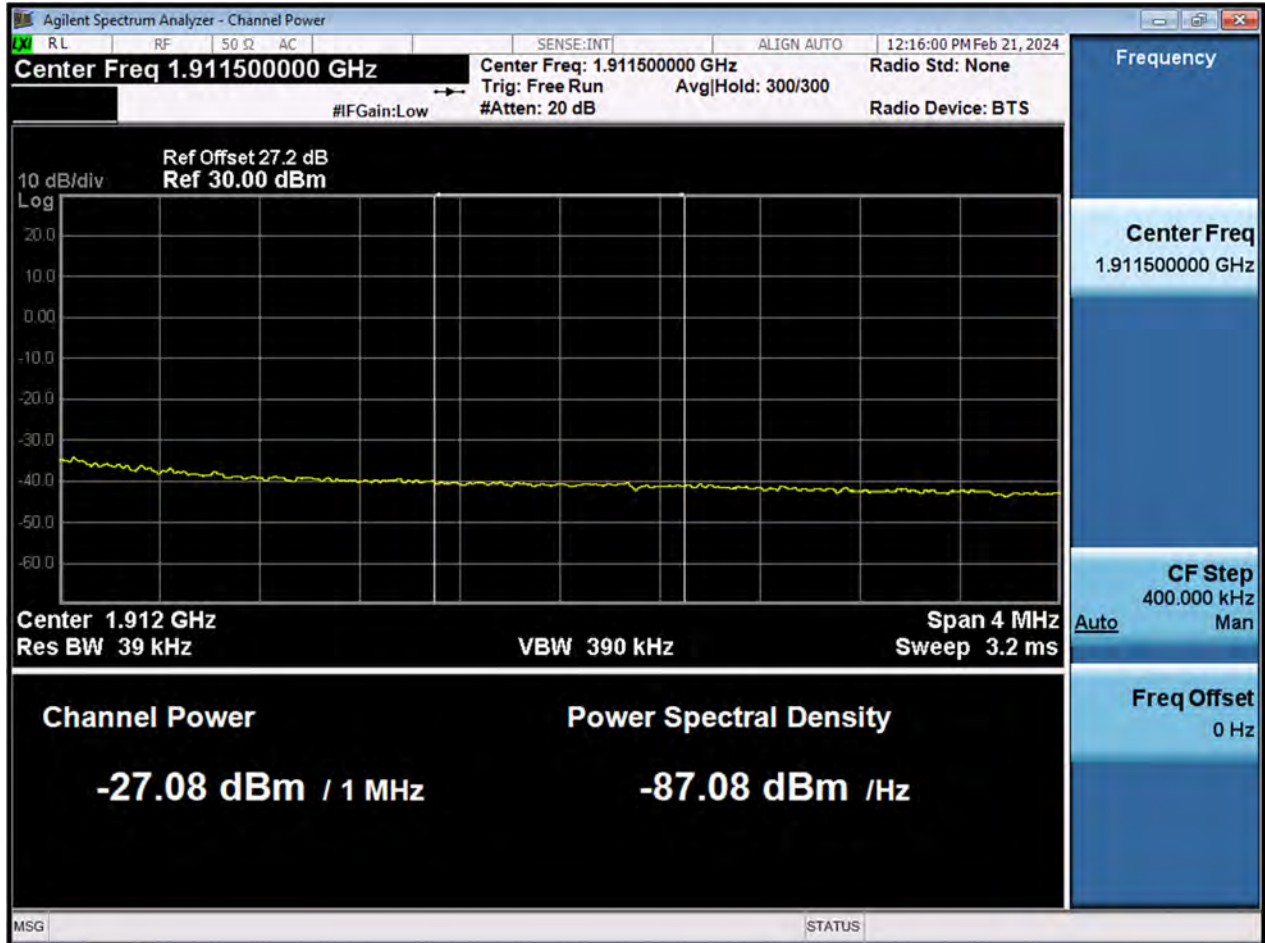 Agilent Spectrum Analyzer - Channel Power
LXI RL RF 50 Ω AC SENSE:INT ALIGN AUTO 12:16:00 PM Feb 21, 2024
Center Freq 1.911500000 GHz
Center Freq: 1.911500000 GHz
Radio Std: None
Trig: Free Run Avg|Hold: 300/300
#IFGain:Low
#Atten: 20 dB
Radio Device: BTS
Ref Offset 27.2 dB
10 dB/div Ref 30.00 dBm
Log
20.0
10.0
0.00
-10.0
-20.0
-30.0
-40.0
-50.0
-60.0
Center 1.912 GHz Span 4 MHz
Res BW 39 kHz VBW 390 kHz Sweep 3.2 ms
Channel Power Power Spectral Density
-27.08 dBm / 1 MHz -87.08 dBm /Hz
MSG STATUS
Frequency
Center Freq
1.911500000 GHz
CF Step
400.000 kHz
Auto Man
Freq Offset
0 Hz